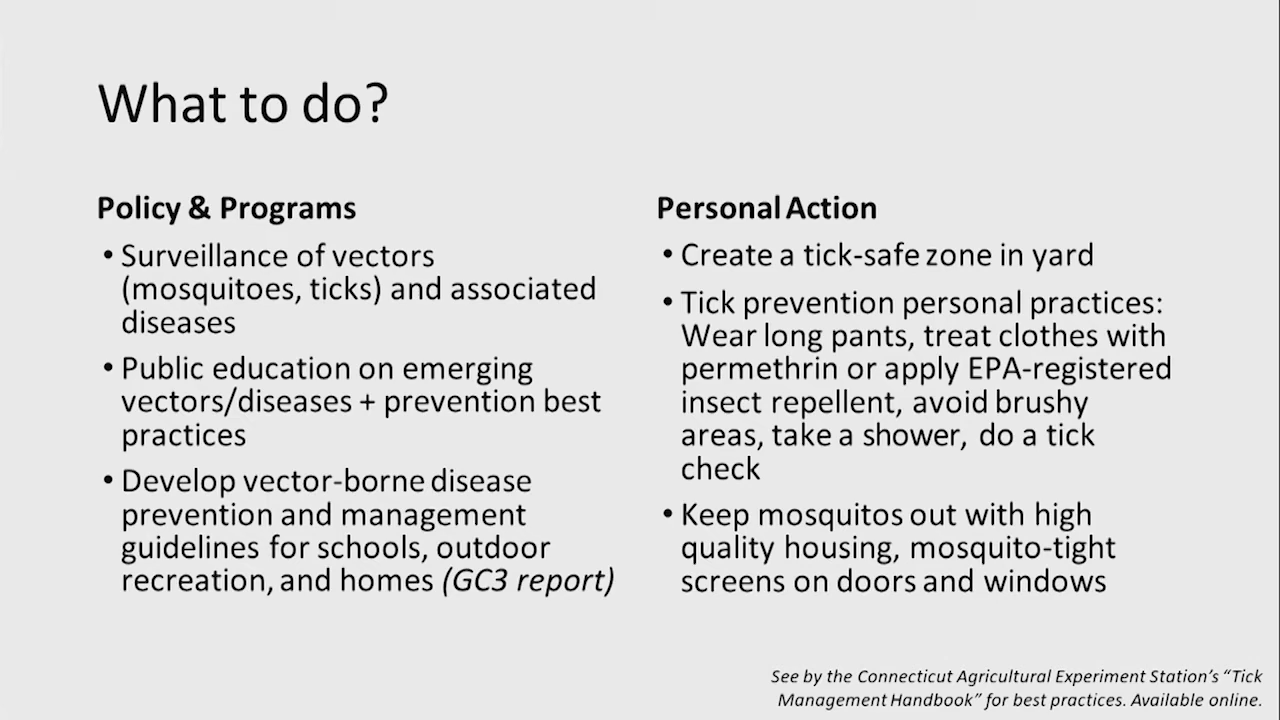 What to do?
Policy & Programs
• Surveillance of vectors
(mosquitoes, ticks) and associated
diseases
• Public education on emerging
vectors/diseases + prevention best
practices
• Develop vector-borne disease
prevention and management
guidelines for schools, outdoor
recreation, and homes (GC3 report)
Personal Action
• Create a tick-safe zone in yard
• Tick prevention personal practices:
Wear long pants, treat clothes with
permethrin or apply EPA-registered
insect repellent, avoid brushy
areas, take a shower, do a tick
check
• Keep mosquitos out with high
quality housing, mosquito-tight
screens on doors and windows
See by the Connecticut Agricultural Experiment Station's “Tick
Management Handbook” for best practices. Available online.